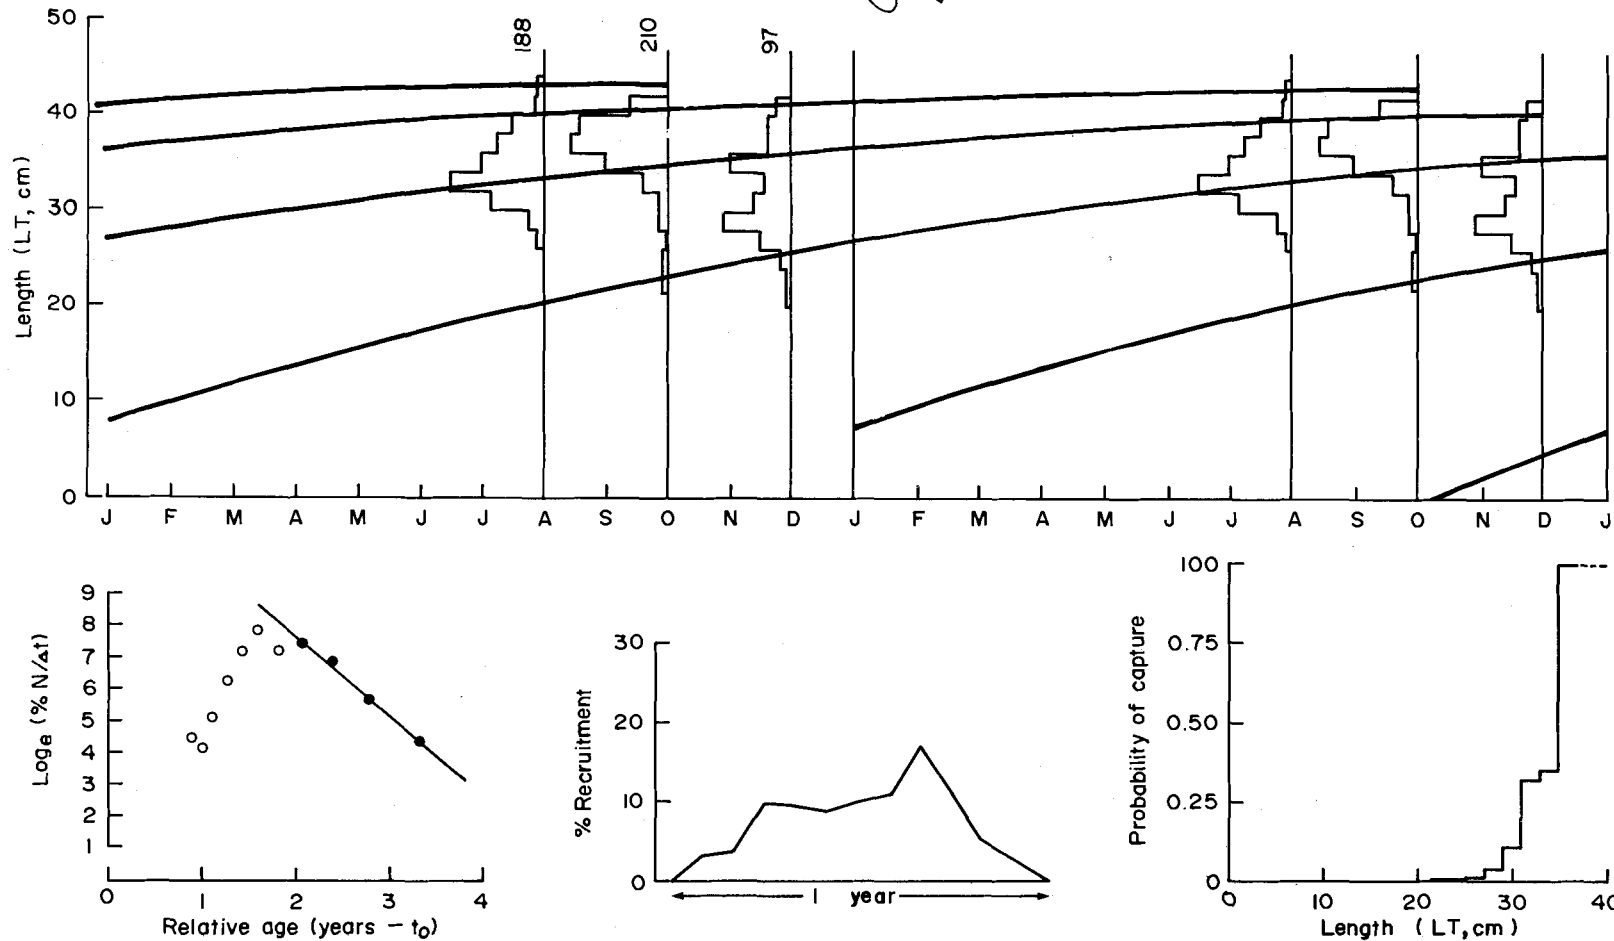 50
40
30
20
10
0
Length (LT, cm)
188
210
97
J F M A M J J A S O N D J F M A M J J A S O N D J
9
8
7
6
5
4
3
2
1
Loge (% N/Δt)
0 1 2 3 4
Relative age (years – to)
30
20
10
0
% Recruitment
1 year
100
0.75
0.50
0.25
0
Probability of capture
0 10 20 30 40
Length (LT, cm)